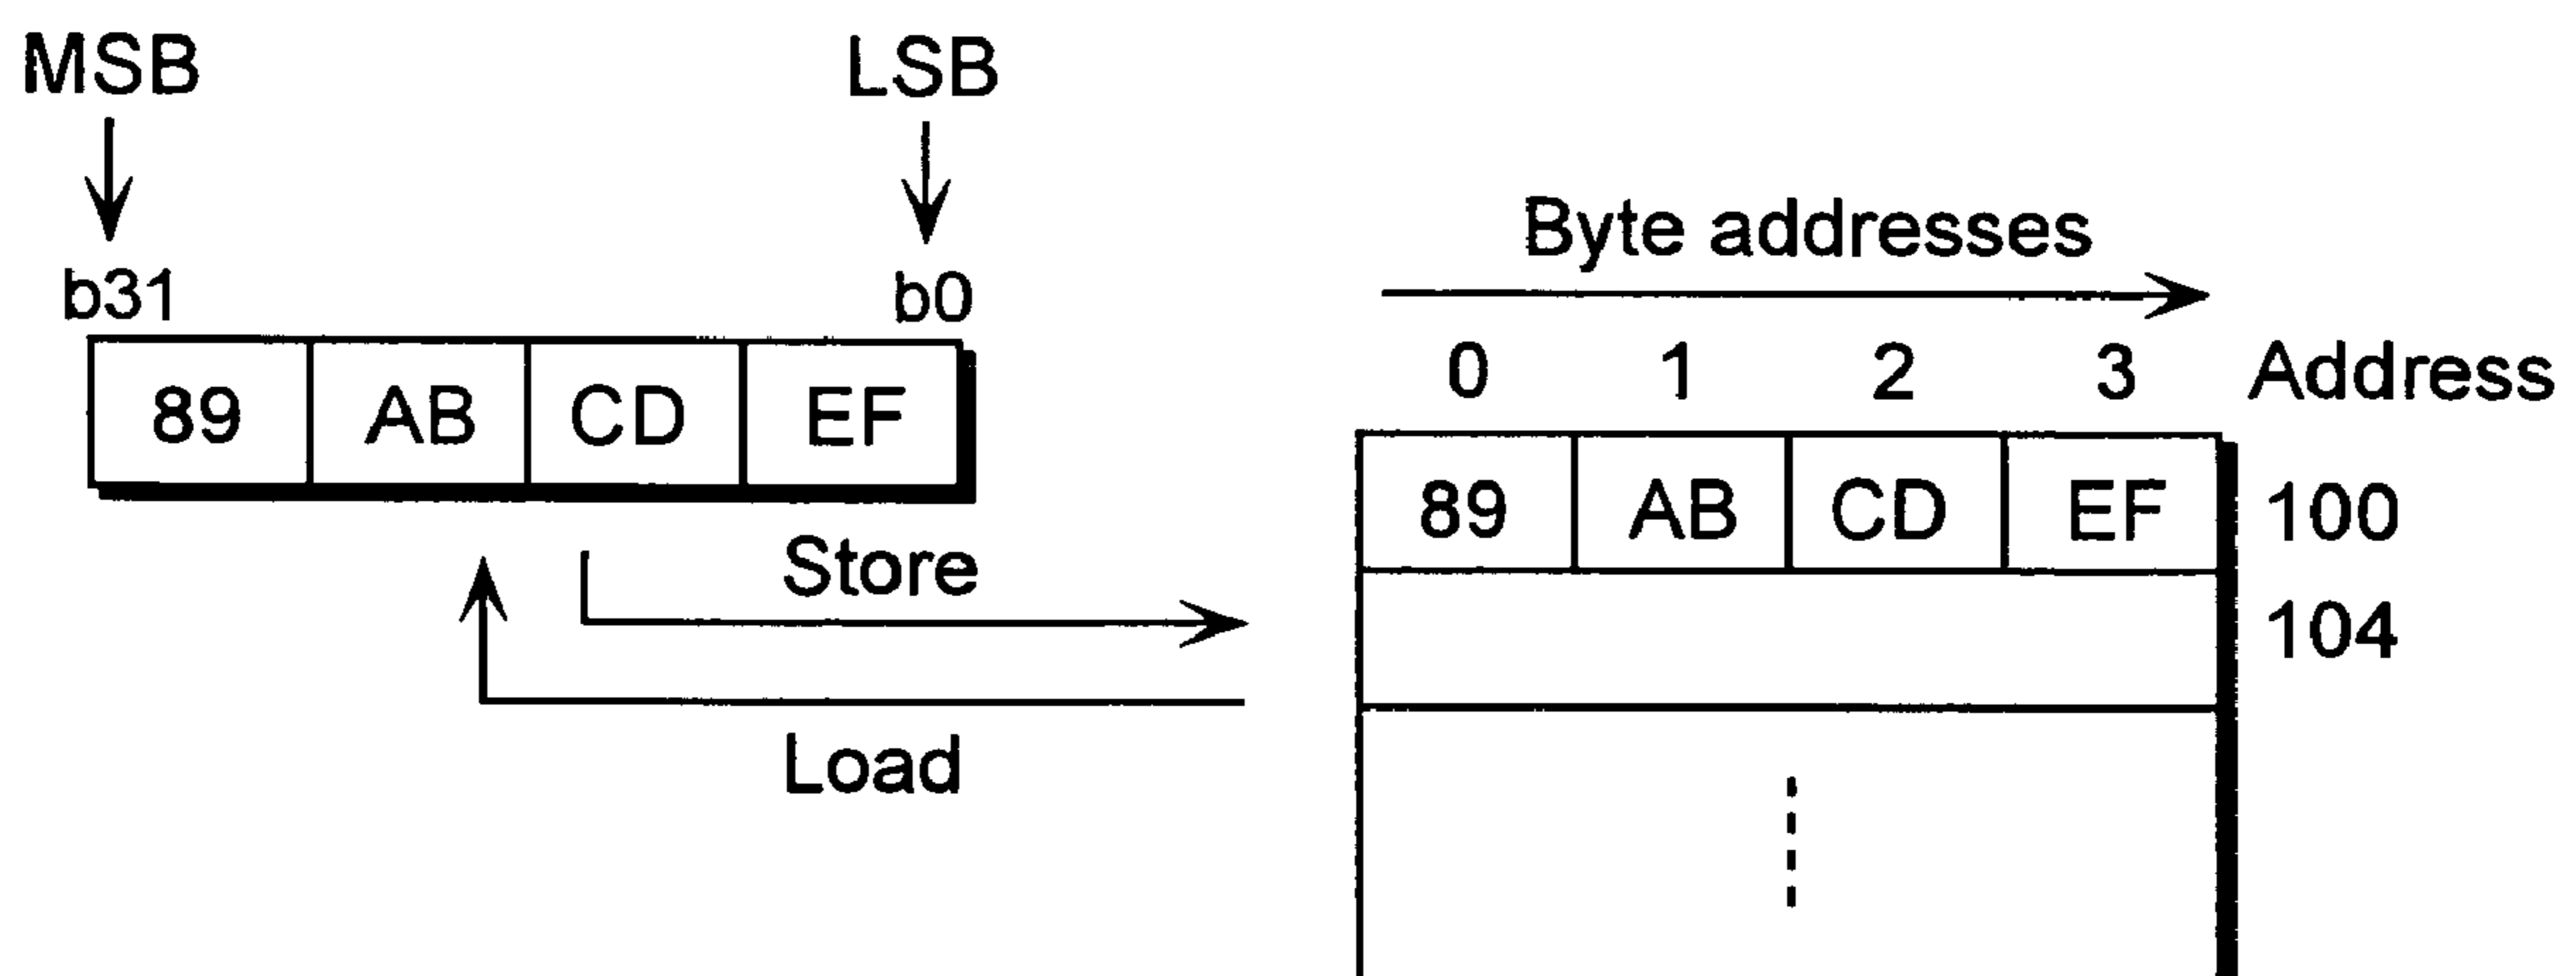 MSB LSB
b31 b0
89 AB CD EF
Store
Load
Byte addresses
0 1 2 3 Address
89 AB CD EF 100
104